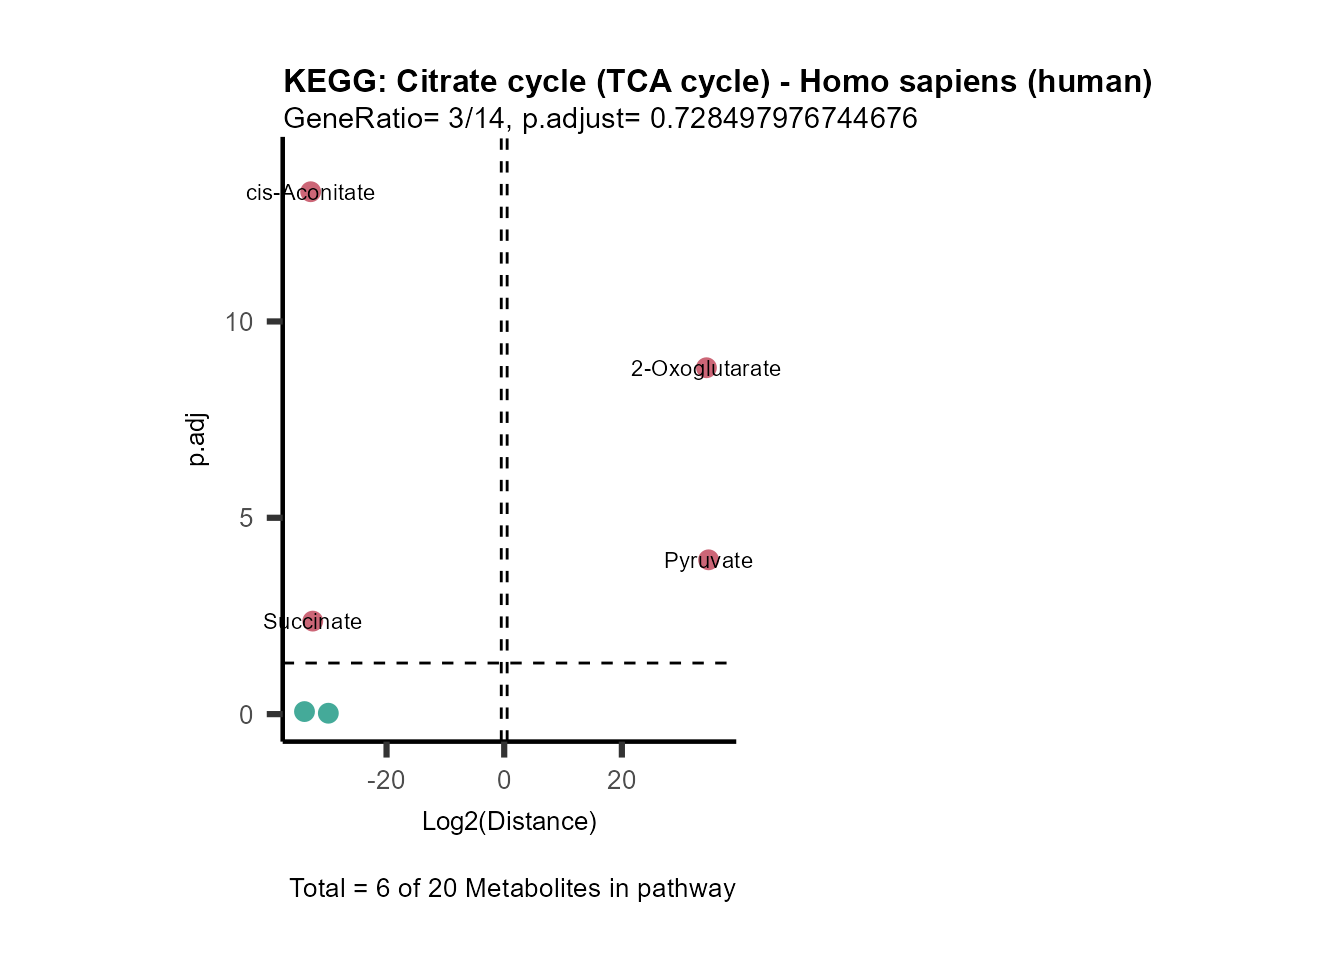 KEGG: Citrate cycle (TCA cycle) - Homo sapiens (human)
GeneRatio= 3/14, p.adjust= 0.728497976744676
cis-Aconitate
10
2-Oxoglutarate
p.adj
5
Pyruvate
Succinate
0
-20
0
20
Log2(Distance)
Total = 6 of 20 Metabolites in pathway